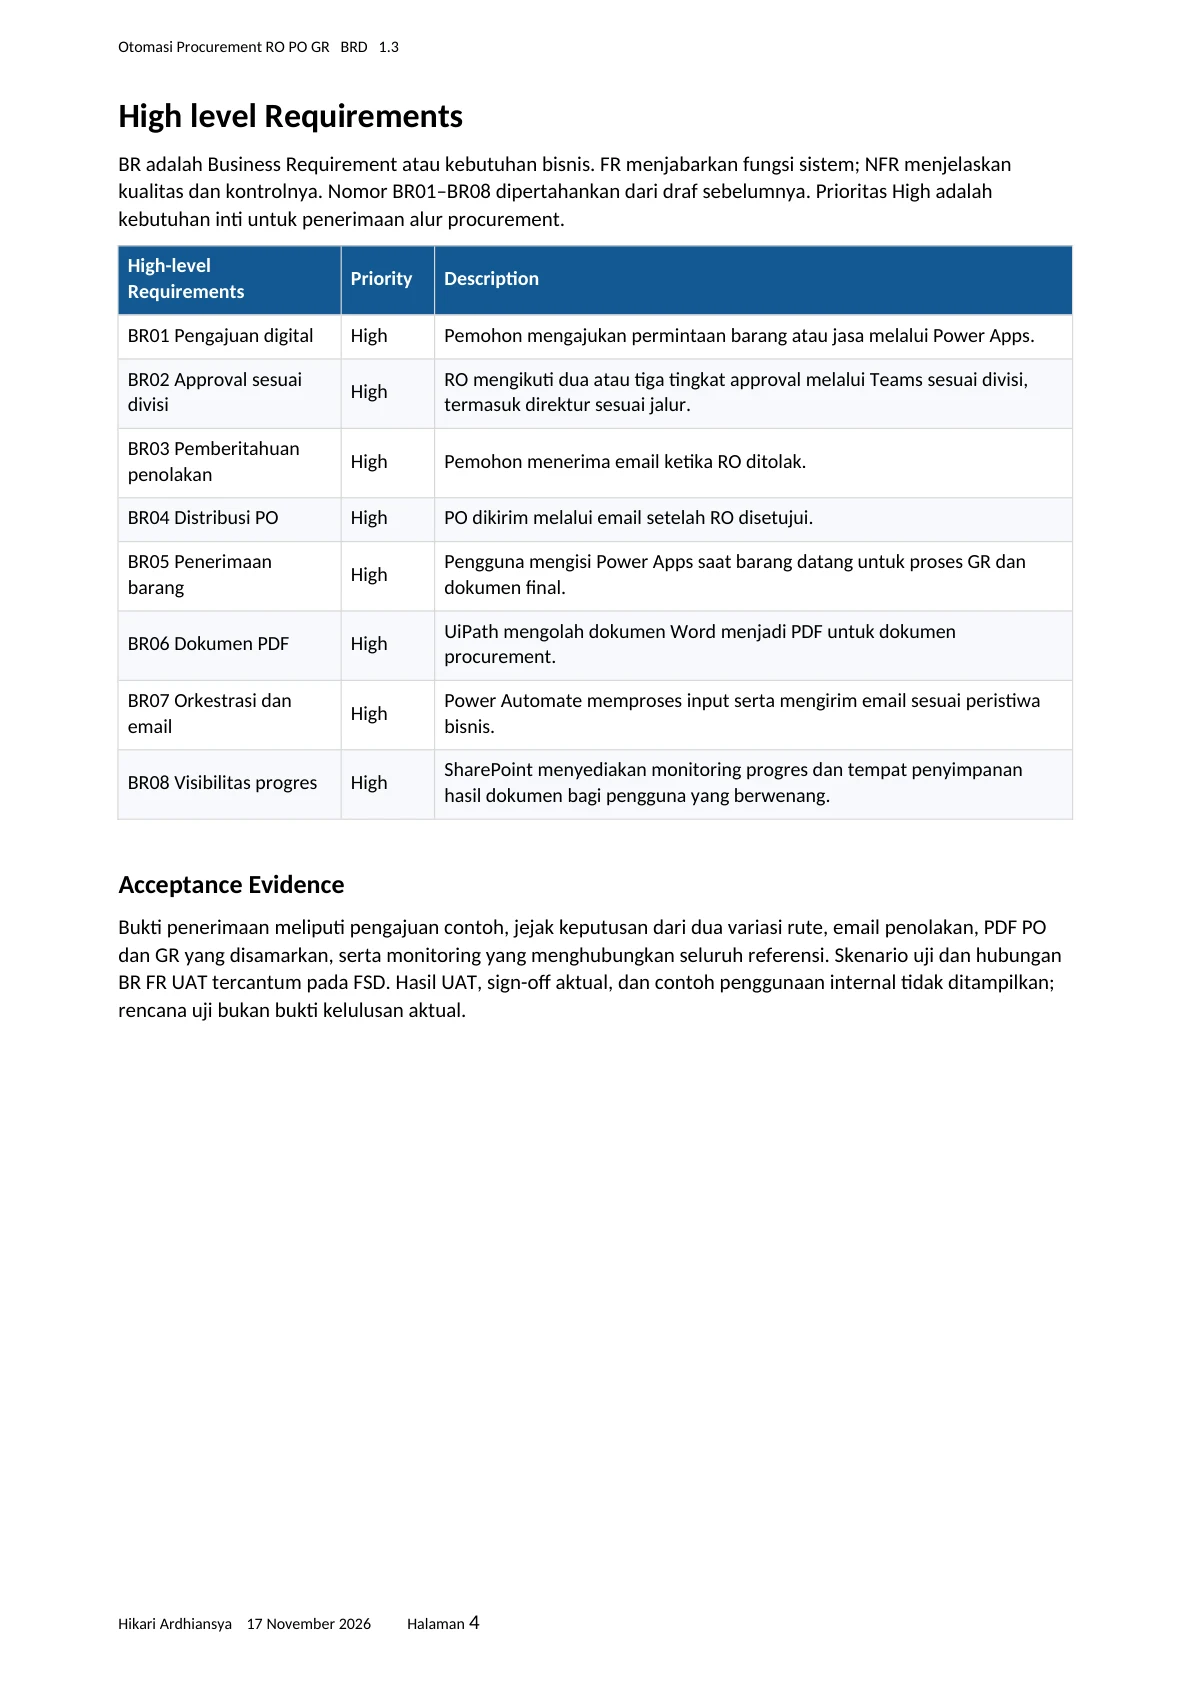 Otomasi Procurement RO PO GR BRD 1.3
High level Requirements
BR adalah Business Requirement atau kebutuhan bisnis. FR menjabarkan fungsi sistem; NFR menjelaskan
kualitas dan kontrolnya. Nomor BR01–BR08 dipertahankan dari draf sebelumnya. Prioritas High adalah
kebutuhan inti untuk penerimaan alur procurement.
High-level
Requirements
Priority
Description
BR01 Pengajuan digital
High
Pemohon mengajukan permintaan barang atau jasa melalui Power Apps.
BR02 Approval sesuai
divisi
High
RO mengikuti dua atau tiga tingkat approval melalui Teams sesuai divisi,
termasuk direktur sesuai jalur.
BR03 Pemberitahuan
penolakan
High
Pemohon menerima email ketika RO ditolak.
BR04 Distribusi PO
High
PO dikirim melalui email setelah RO disetujui.
BR05 Penerimaan
barang
High
Pengguna mengisi Power Apps saat barang datang untuk proses GR dan
dokumen final.
BR06 Dokumen PDF
High
UiPath mengolah dokumen Word menjadi PDF untuk dokumen
procurement.
BR07 Orkestrasi dan
email
High
Power Automate memproses input serta mengirim email sesuai peristiwa
bisnis.
BR08 Visibilitas progres
High
SharePoint menyediakan monitoring progres dan tempat penyimpanan
hasil dokumen bagi pengguna yang berwenang.
Acceptance Evidence
Bukti penerimaan meliputi pengajuan contoh, jejak keputusan dari dua variasi rute, email penolakan, PDF PO
dan GR yang disamarkan, serta monitoring yang menghubungkan seluruh referensi. Skenario uji dan hubungan
BR FR UAT tercantum pada FSD. Hasil UAT, sign-off aktual, dan contoh penggunaan internal tidak ditampilkan;
rencana uji bukan bukti kelulusan aktual.
Hikari Ardhiansya 17 November 2026 Halaman 4